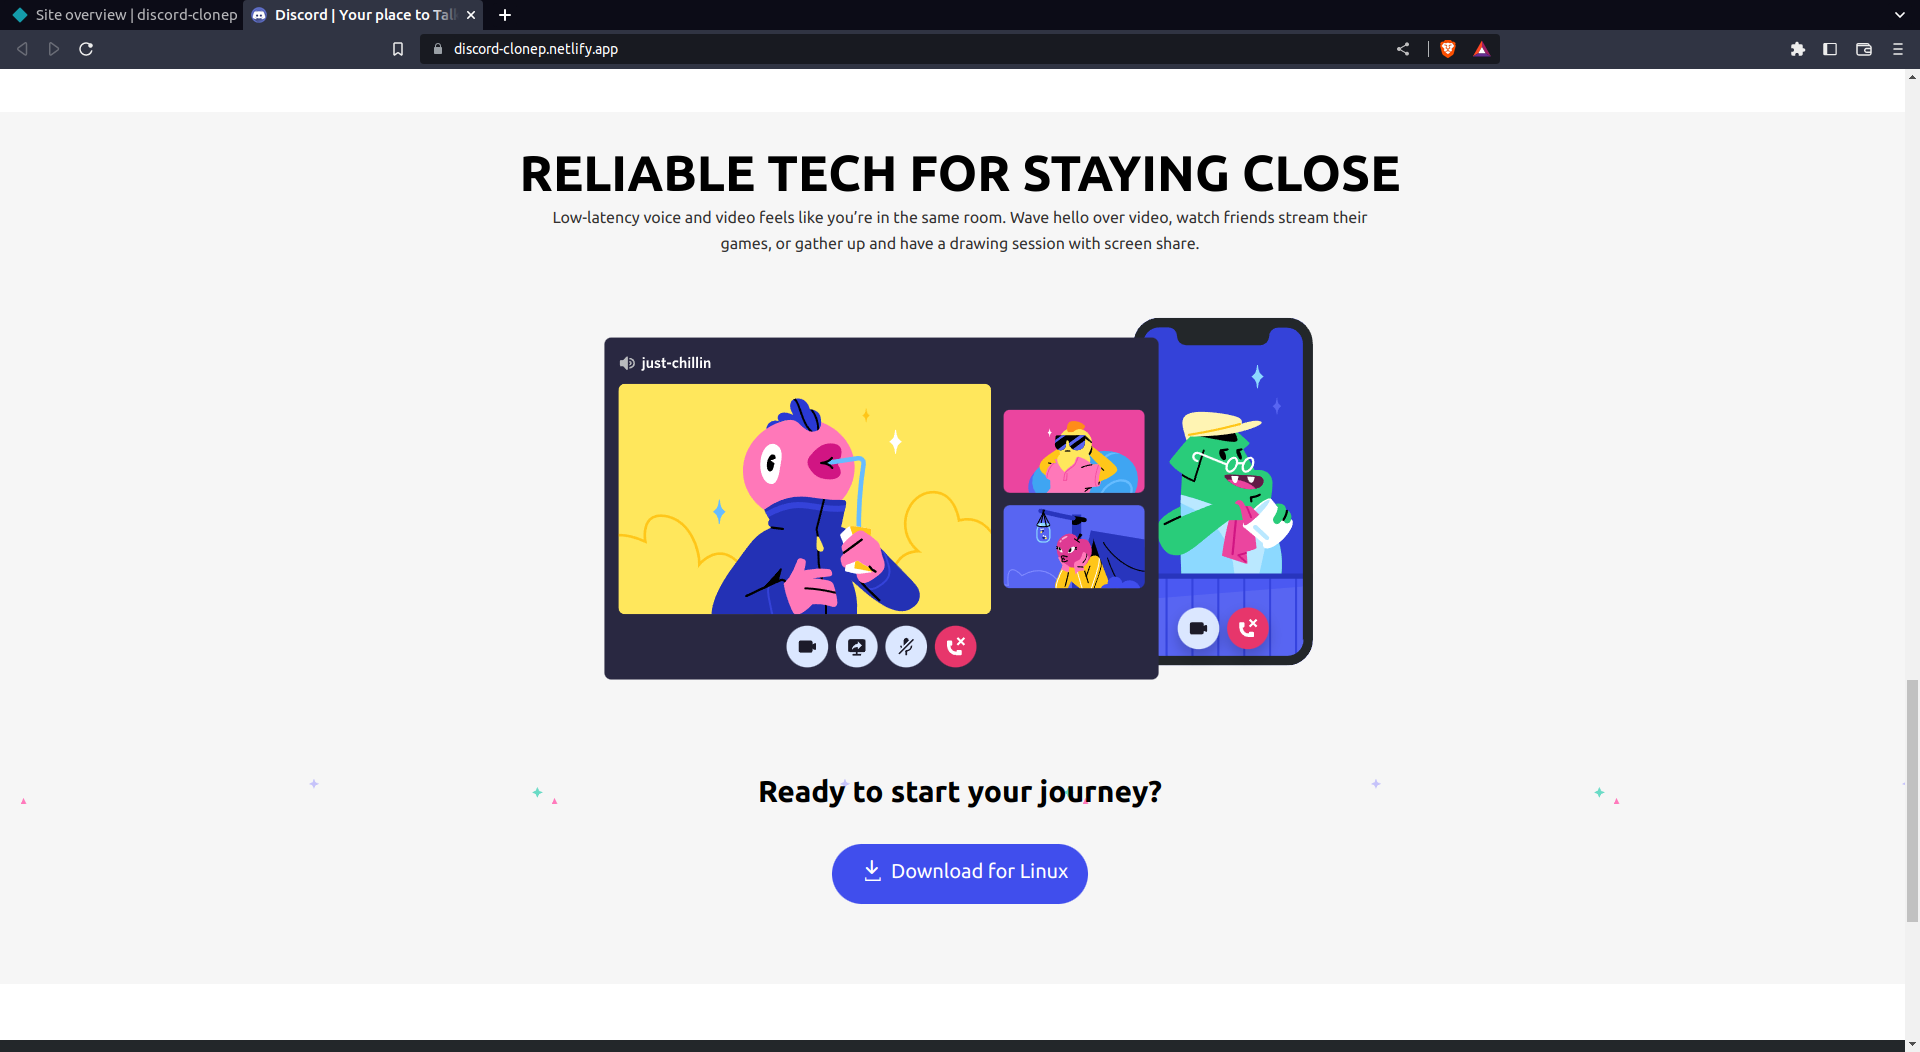 Site overview | discord-clonep
Discord | Your place to Talk
discord-clonep.netlify.app
RELIABLE TECH FOR STAYING CLOSE
Low-latency voice and video feels like you’re in the same room. Wave hello over video, watch friends stream their
games, or gather up and have a drawing session with screen share.
just-chillin
Ready to start your journey?
Download for Linux